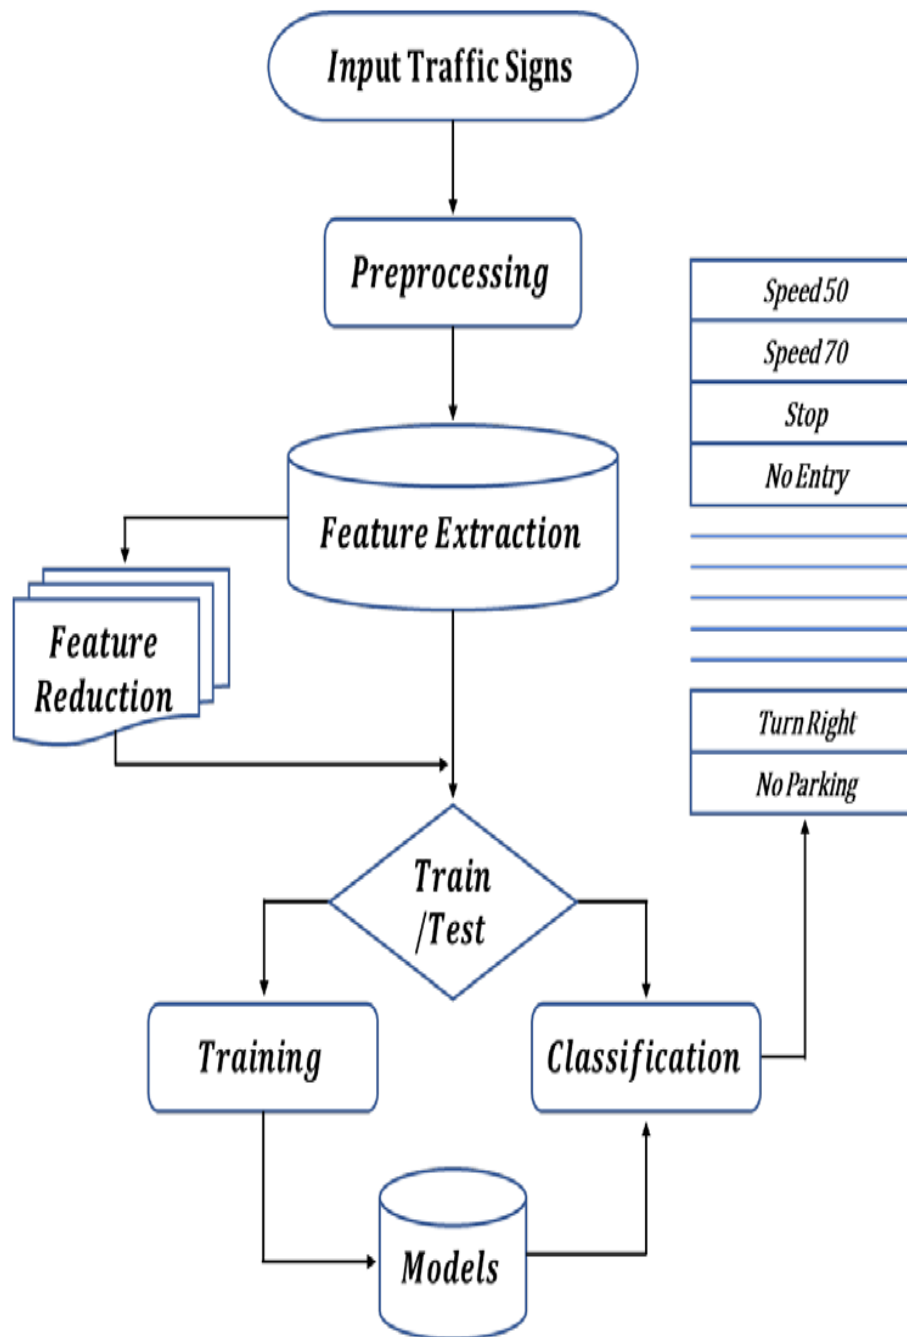 Input Traffic Signs
Preprocessing
Feature Extraction
Feature
Reduction
Train
/Test
Training
Classification
Models
Speed 50
Speed 70
Stop
No Entry
Turn Right
No Parking